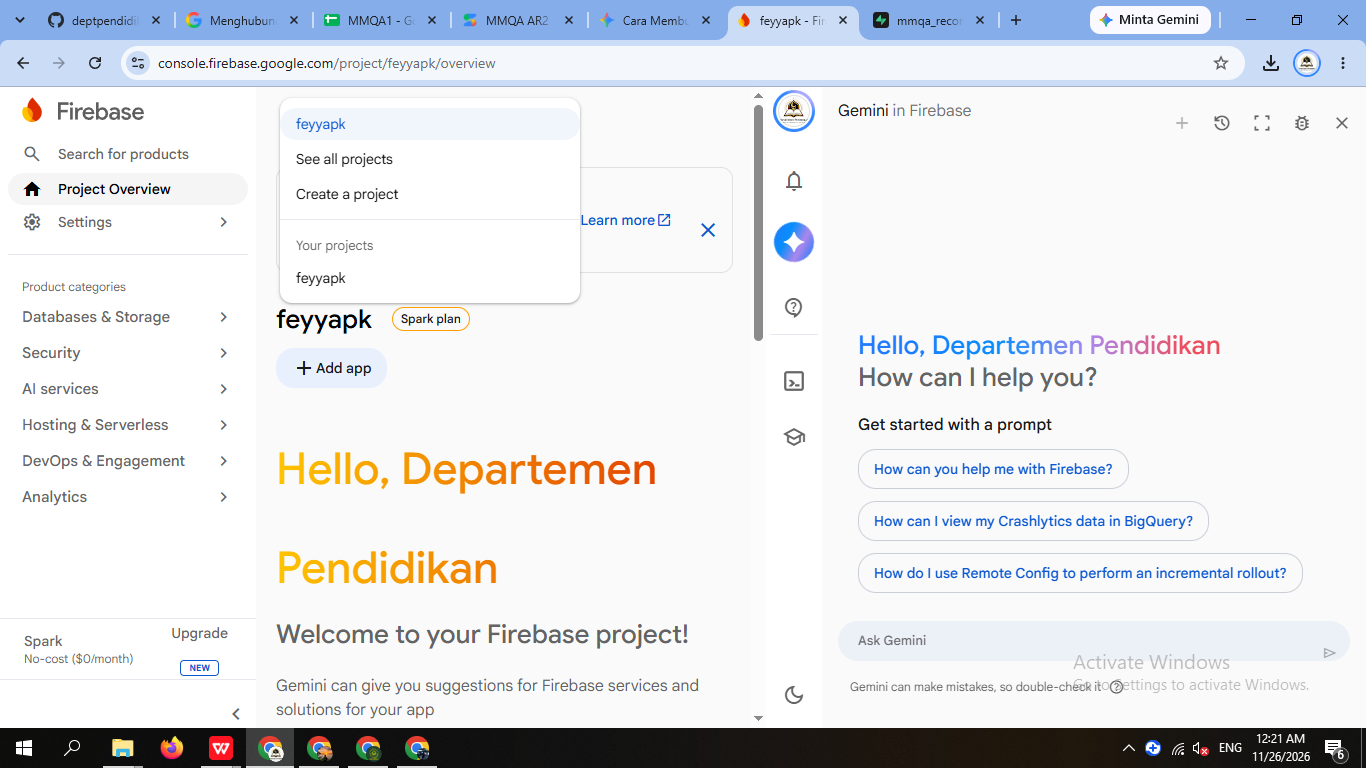 deptpendidi
Menghubun
MMQA1 - G
MMQA AR2
Cara Membu
feyyapk - Fi
mmqa_recor
Minta Gemini
console.firebase.google.com/project/feyyapk/overview
Firebase
Search for products
Project Overview
Settings
Product categories
Databases & Storage
Security
AI services
Hosting & Serverless
DevOps & Engagement
Analytics
Spark
No-cost ($0/month)
Upgrade
NEW
feyyapk
See all projects
Create a project
Your projects
feyyapk
Learn more
feyyapk
Spark plan
Add app
Hello, Departemen
Pendidikan
Welcome to your Firebase project!
Gemini can give you suggestions for Firebase services and
solutions for your app
Gemini in Firebase
Hello, Departemen Pendidikan
How can I help you?
Get started with a prompt
How can you help me with Firebase?
How can I view my Crashlytics data in BigQuery?
How do I use Remote Config to perform an incremental rollout?
Ask Gemini
Activate Windows
Go to Settings to activate Windows.
Gemini can make mistakes, so double-check it
ENG
12:21 AM
11/26/2026
6